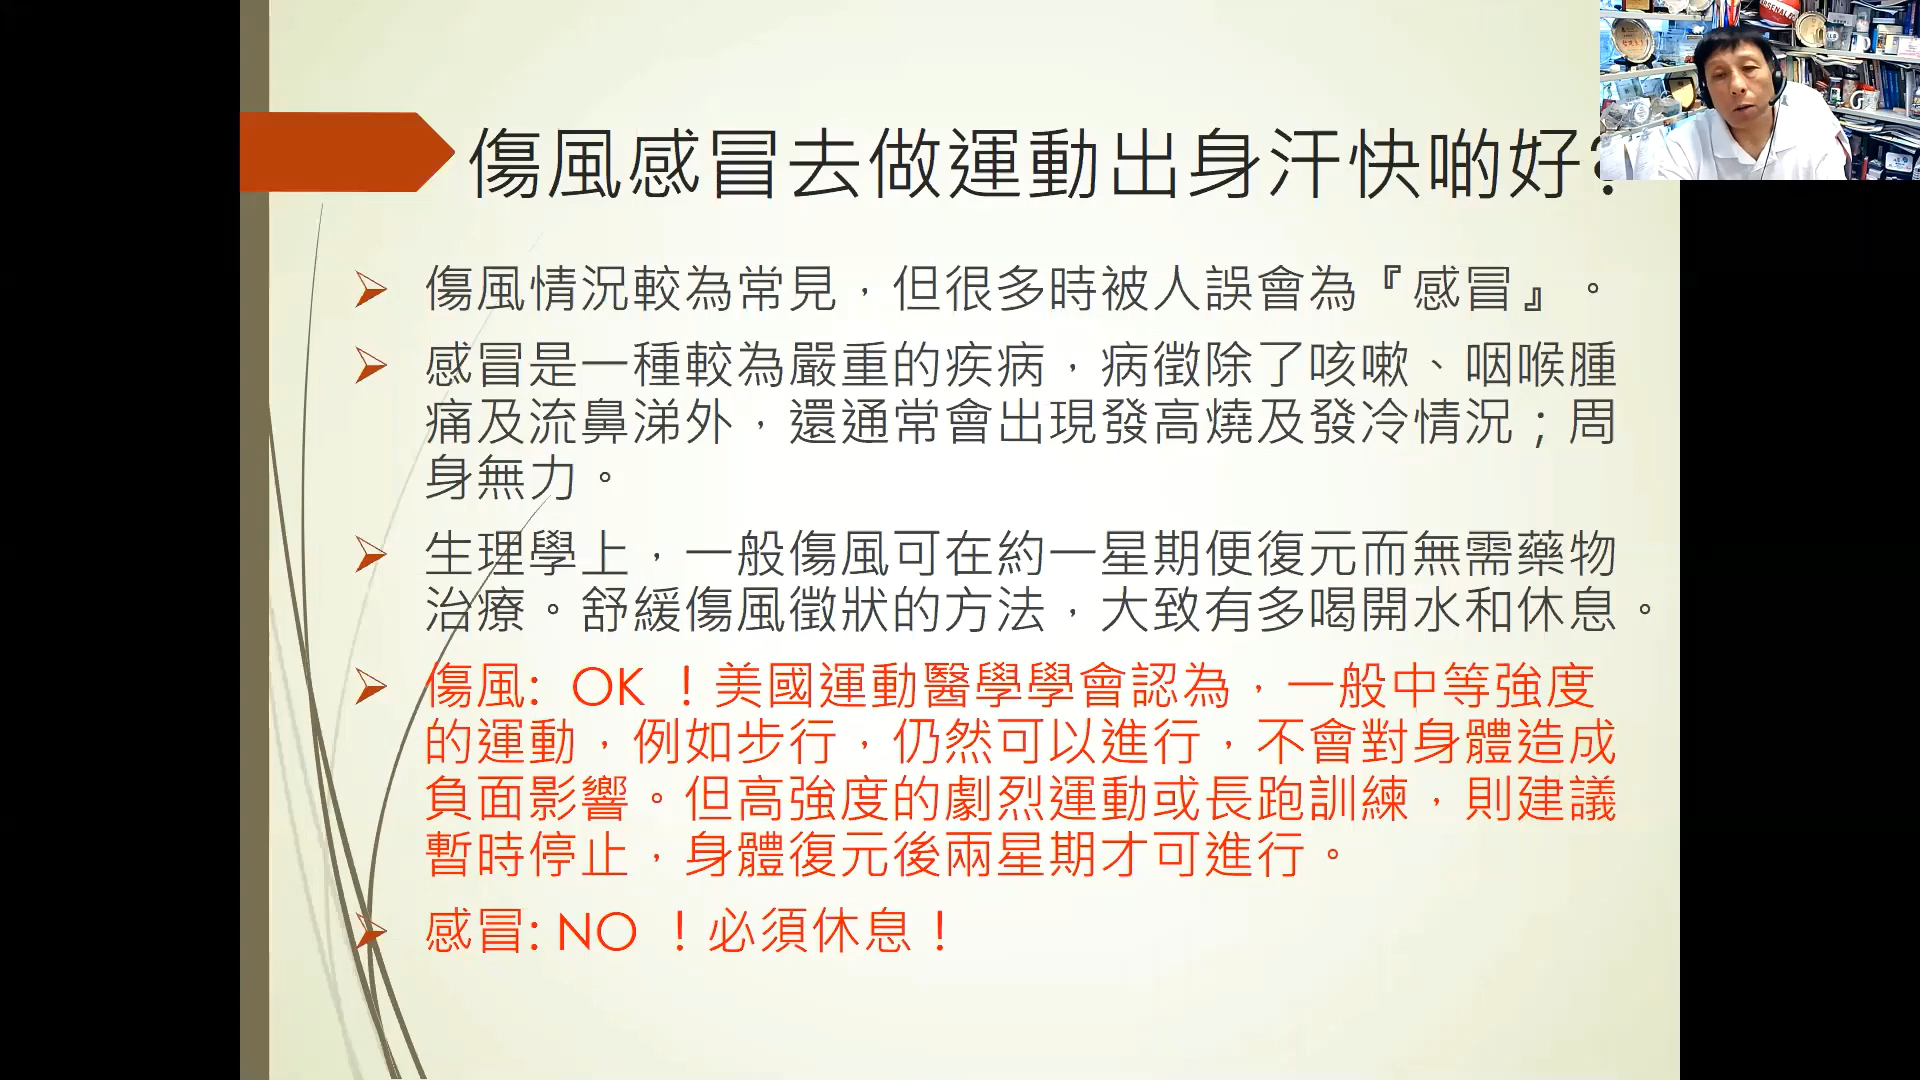 傷風感冒去做運動出身汗快啲好?
傷風情況較為常見，但很多時被人誤會為『感冒』。
感冒是一種較為嚴重的疾病，病徵除了咳嗽、咽喉腫
痛及流鼻涕外，還通常會出現發高燒及發冷情況；周
身無力。
生理學上，一般傷風可在約一星期便復元而無需藥物
治療。舒緩傷風徵狀的方法，大致有多喝開水和休息。
傷風: OK ！美國運動醫學學會認為，一般中等強度
的運動，例如步行，仍然可以進行，不會對身體造成
負面影響。但高強度的劇烈運動或長跑訓練，則建議
暫時停止，身體復元後兩星期才可進行。
感冒: NO ！必須休息！
ARSENAL